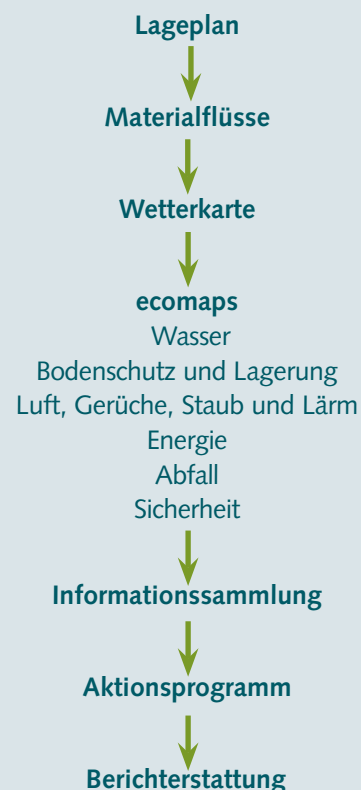 Lageplan
Materialflüsse
Wetterkarte
ecomaps
Wasser
Bodenschutz und Lagerung
Luft, Gerüche, Staub und Lärm
Energie
Abfall
Sicherheit
Informationssammlung
Aktionsprogramm
Berichterstattung